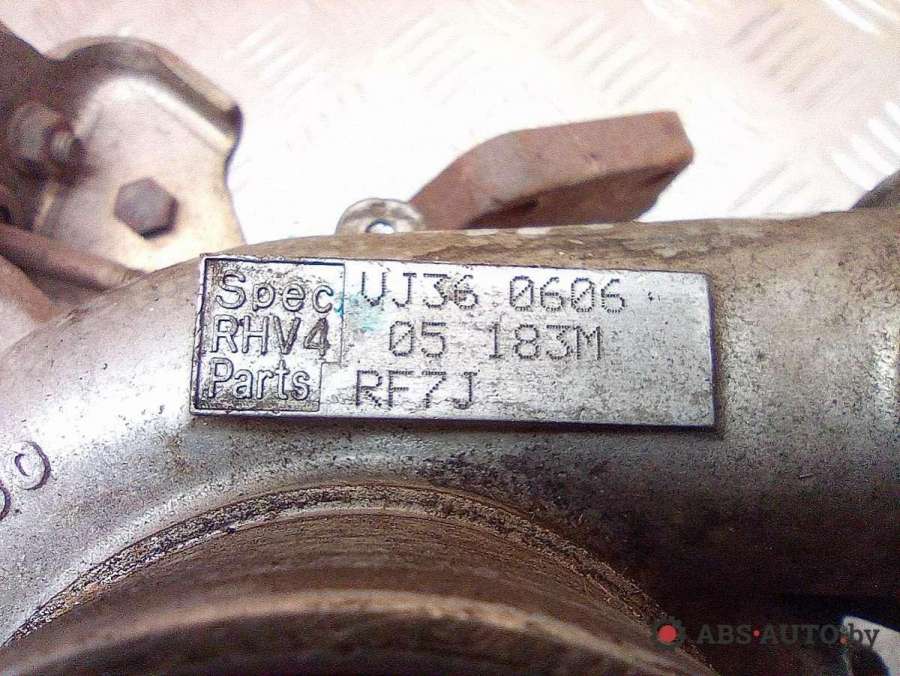 Spec VJ36 0606
RHV4 05 183M
Parts RF7J
ABS-AUTO.by